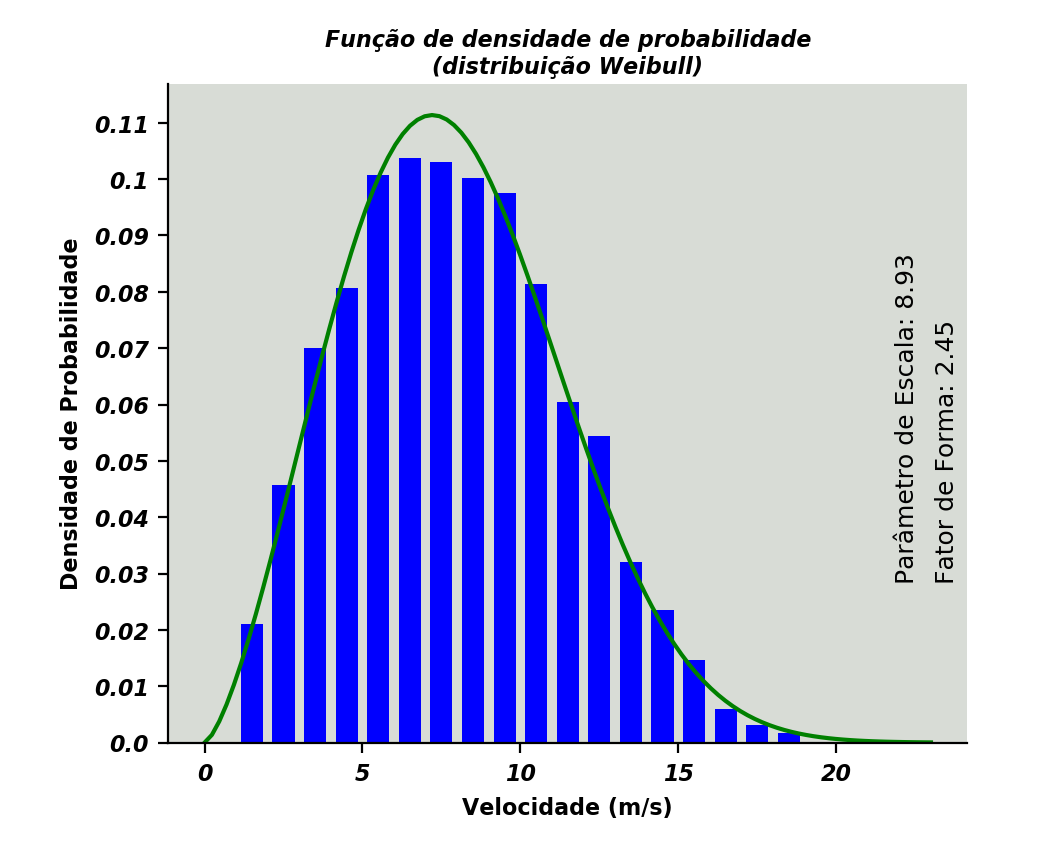 Função de densidade de probabilidade
(distribuição Weibull)
Densidade de Probabilidade
0.11
0.1
0.09
0.08
0.07
0.06
0.05
0.04
0.03
0.02
0.01
0.0
0 5 10 15 20
Velocidade (m/s)
Parâmetro de Escala: 8.93
Fator de Forma: 2.45